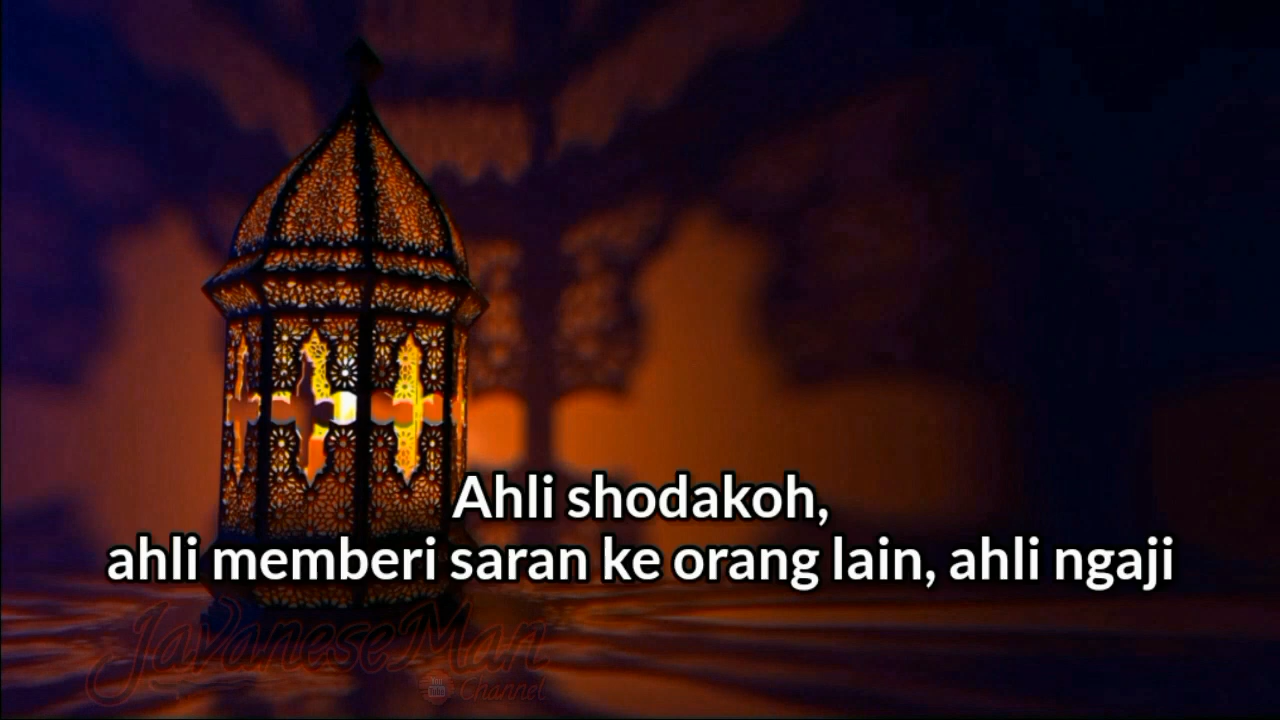 Ahli shodakoh,
ahli memberi saran ke orang lain, ahli ngaji
JavaneseMan
Channel